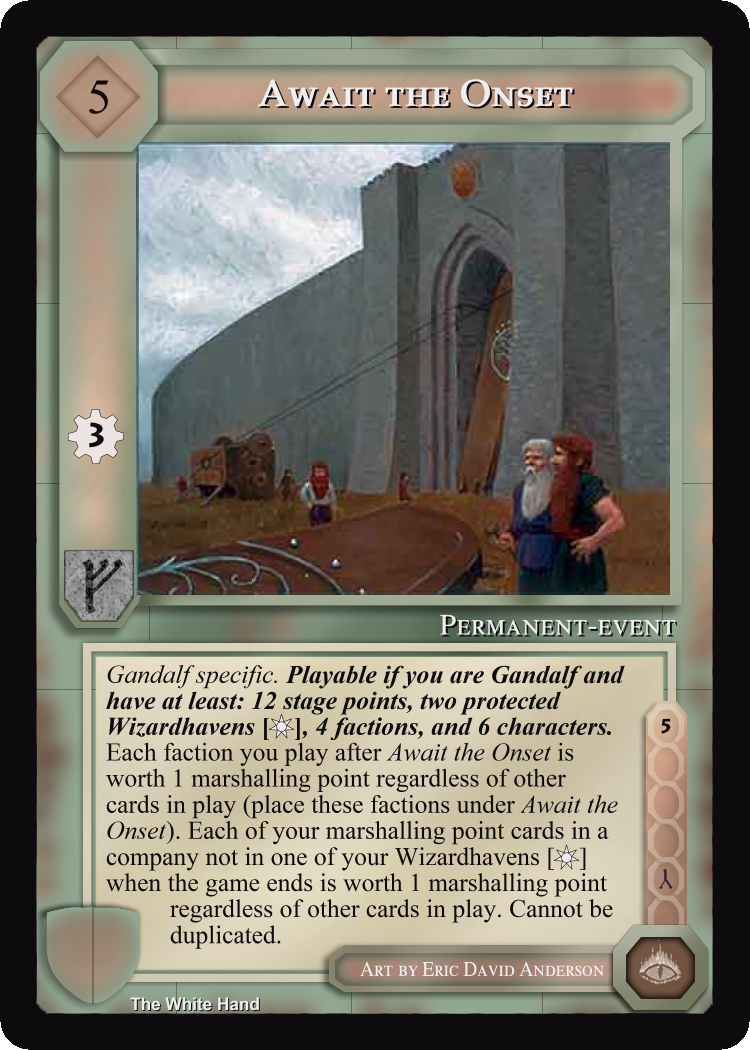 5
AWAIT THE ONSET
3
PERMANENT-EVENT
Gandalf specific. Playable if you are Gandalf and
have at least: 12 stage points, two protected
Wizardhavens [], 4 factions, and 6 characters.
Each faction you play after Await the Onset is
worth 1 marshalling point regardless of other
cards in play (place these factions under Await the
Onset). Each of your marshalling point cards in a
company not in one of your Wizardhavens []
when the game ends is worth 1 marshalling point
regardless of other cards in play. Cannot be
duplicated.
5
ART BY ERIC DAVID ANDERSON
The White Hand